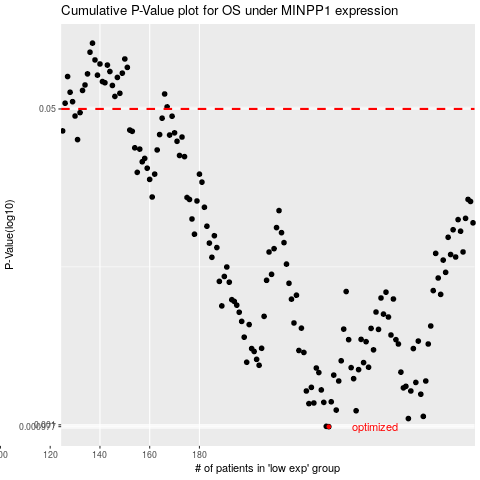 Cumulative P-Value plot for OS under MINPP1 expression
P-Value(log10)
0.05
0.000977
optimized
00 120 140 160 180
# of patients in 'low exp' group